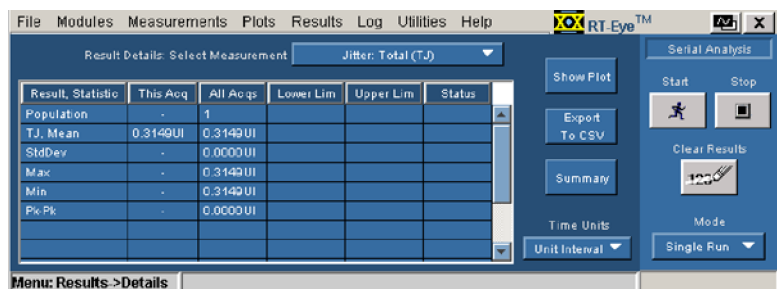 File Modules Measurements Plots Results Log Utilities Help RT-Eye™ X
Result Details: Select Measurement Jitter: Total (TJ)
Serial Analysis
Show Plot
Start Stop
Result, Statistic This Acq All Acqs Lower Lim Upper Lim Status
Population - 1
TJ, Mean 0.3149UI 0.3149UI
StdDev - 0.0000UI
Max - 0.3149UI
Min - 0.3149UI
Pk-Pk - 0.0000UI
Export
To CSV
Clear Results
Summary
123
Time Units
Mode
Unit Interval
Single Run
Menu: Results->Details